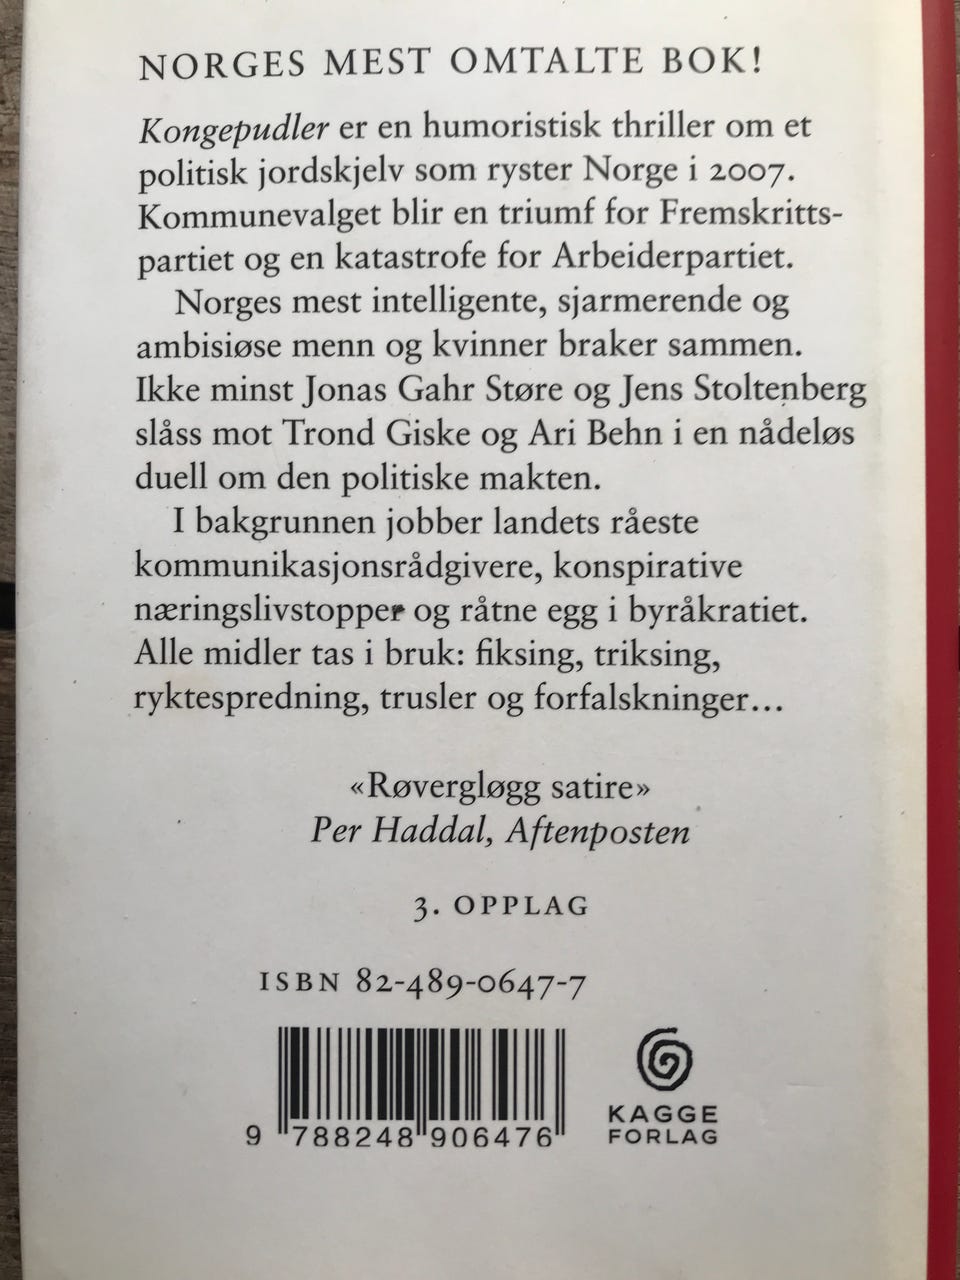 NORGES MEST OMTALTE BOK!
Kongepudler er en humoristisk thriller om et
politisk jordskjelv som ryster Norge i 2007.
Kommunevalget blir en triumf for Fremskritts-
partiet og en katastrofe for Arbeiderpartiet.
Norges mest intelligente, sjarmerende og
ambisiøse menn og kvinner braker sammen.
Ikke minst Jonas Gahr Støre og Jens Stoltenberg
slåss mot Trond Giske og Ari Behn i en nådeløs
duell om den politiske makten.
I bakgrunnen jobber landets råeste
kommunikasjonsrådgivere, konspirative
næringslivstopper og råtne egg i byråkratiet.
Alle midler tas i bruk: fiksing, triksing,
ryktespredning, trusler og forfalskninger...
«Røvergløgg satire»
Per Haddal, Aftenposten
3. OPPLAG
ISBN 82-489-0647-7
9 788248 906476
KAGGE
FORLAG